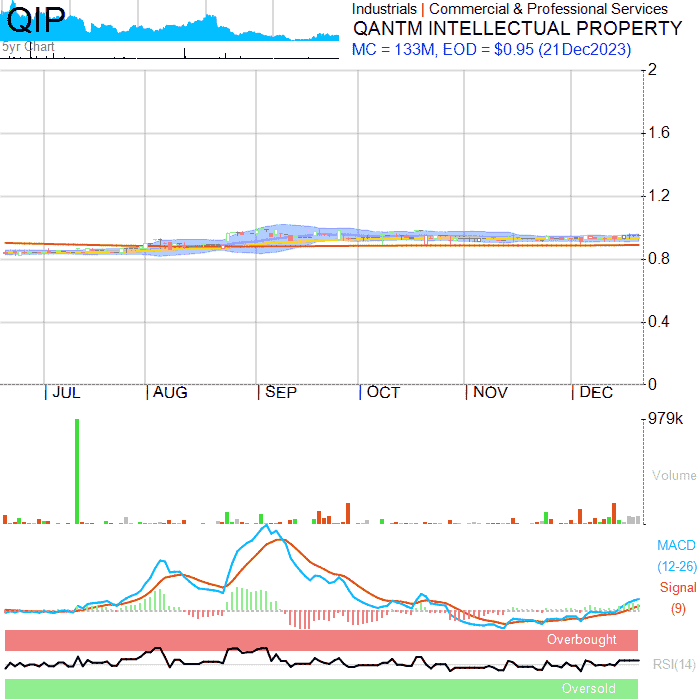 QIP
5yr Chart
Industrials | Commercial & Professional Services
QANTM INTELLECTUAL PROPERTY
MC = 133M, EOD = $0.95 (21Dec2023)
2
1.6
1.2
0.8
0.4
0
JUL
AUG
SEP
OCT
NOV
DEC
979k
Volume
MACD
(12-26)
Signal
(9)
Overbought
RSI(14)
Oversold